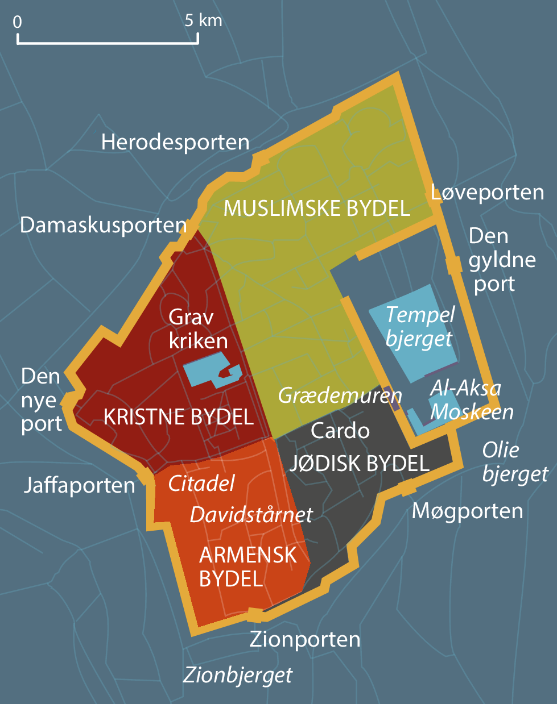 0
5 km
Herodesporten
MUSLIMSKE BYDEL
Løveporten
Damaskusporten
Den
gyldne
port
Grav
kriken
Tempel
bjerget
Den
nye
port
Grædemuren
Al-Aksa
Moskeen
KRISTNE BYDEL
Cardo
JØDISK BYDEL
Olie
bjerget
Jaffaporten
Citadel
Davidstårnet
Møgporten
ARMENSK
BYDEL
Zionporten
Zionbjerget